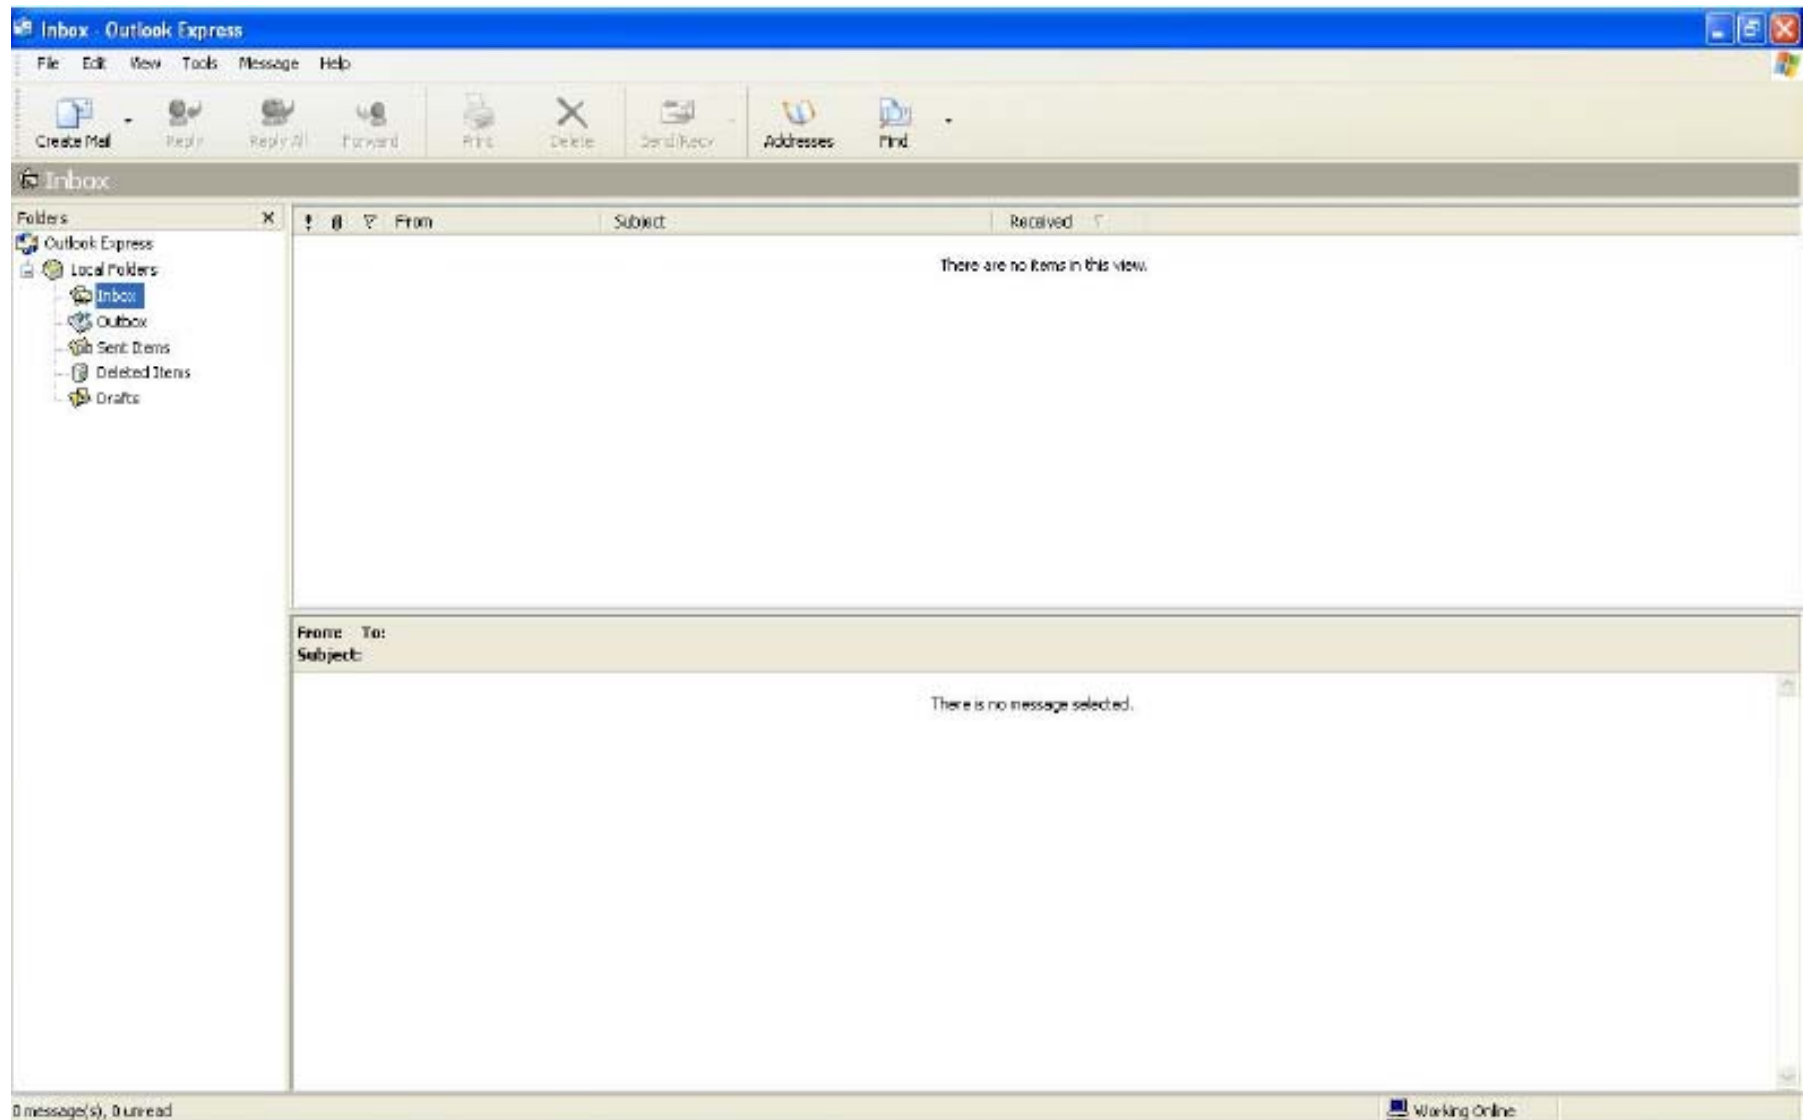 Inbox - Outlook Express
File Edit View Tools Message Help
Create Mail Reply Reply All Forward Print Delete Send/Recv Addresses Find
Inbox
Folders
! From Subject Received
Outlook Express
Local Folders
Inbox
Outbox
Sent Items
Deleted Items
Drafts
There are no items in this view.
From: To:
Subject:
There is no message selected.
0 message(s), 0 unread Working Online